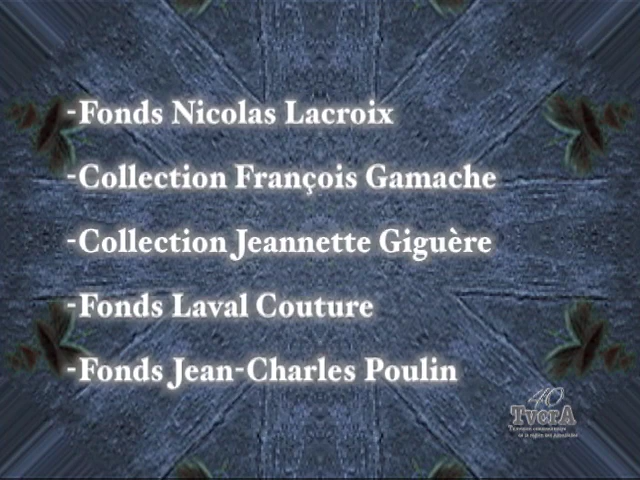 -Fonds Nicolas Lacroix
-Collection François Gamache
-Collection Jeannette Giguère
-Fonds Laval Couture
-Fonds Jean-Charles Poulin
40
TvcrA